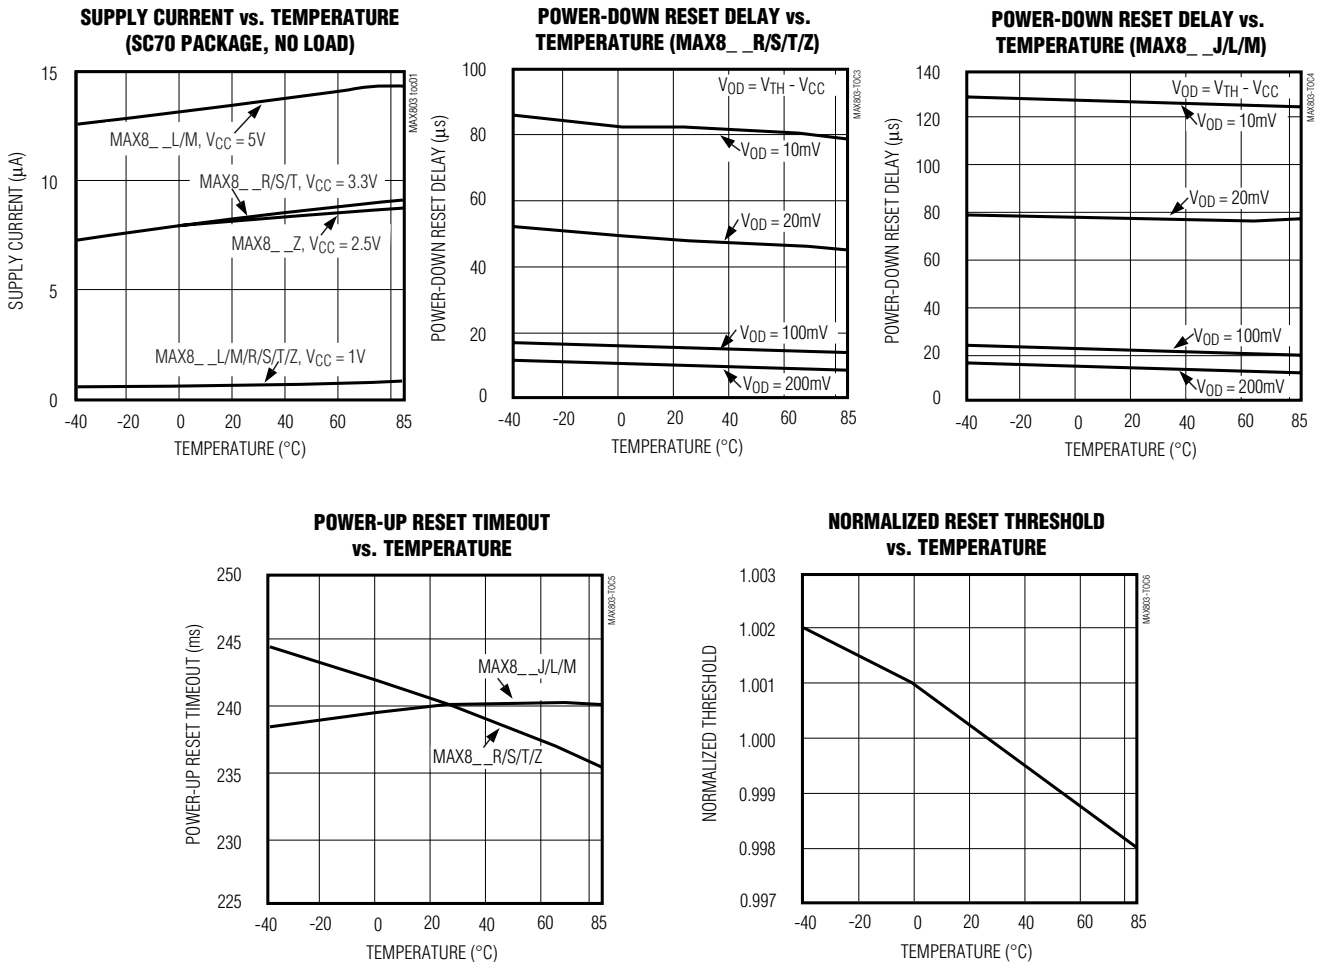 SUPPLY CURRENT vs. TEMPERATURE
(SC70 PACKAGE, NO LOAD)
MAX803 toc01
SUPPLY CURRENT (μA)
15
10
5
0
MAX8_ _L/M, VCC = 5V
MAX8_ _R/S/T, VCC = 3.3V
MAX8_ _Z, VCC = 2.5V
MAX8_ _L/M/R/S/T/Z, VCC = 1V
-40 -20 0 20 40 60 85
TEMPERATURE (°C)
POWER-DOWN RESET DELAY vs.
TEMPERATURE (MAX8_ _R/S/T/Z)
MAX803-TOC3
POWER-DOWN RESET DELAY (μs)
100
80
60
40
20
0
VOD = VTH - VCC
VOD = 10mV
VOD = 20mV
VOD = 100mV
VOD = 200mV
-40 -20 0 20 40 60 85
TEMPERATURE (°C)
POWER-DOWN RESET DELAY vs.
TEMPERATURE (MAX8_ _J/L/M)
MAX803-TOC4
POWER-DOWN RESET DELAY (μs)
140
120
100
80
60
40
20
0
VOD = VTH - VCC
VOD = 10mV
VOD = 20mV
VOD = 100mV
VOD = 200mV
-40 -20 0 20 40 60 85
TEMPERATURE (°C)
POWER-UP RESET TIMEOUT
vs. TEMPERATURE
MAX803-TOC5
POWER-UP RESET TIMEOUT (ms)
250
245
240
235
230
225
MAX8_ _J/L/M
MAX8_ _R/S/T/Z
-40 -20 0 20 40 60 85
TEMPERATURE (°C)
NORMALIZED RESET THRESHOLD
vs. TEMPERATURE
MAX803-TOC6
NORMALIZED THRESHOLD
1.003
1.002
1.001
1.000
0.999
0.998
0.997
-40 -20 0 20 40 60 85
TEMPERATURE (°C)